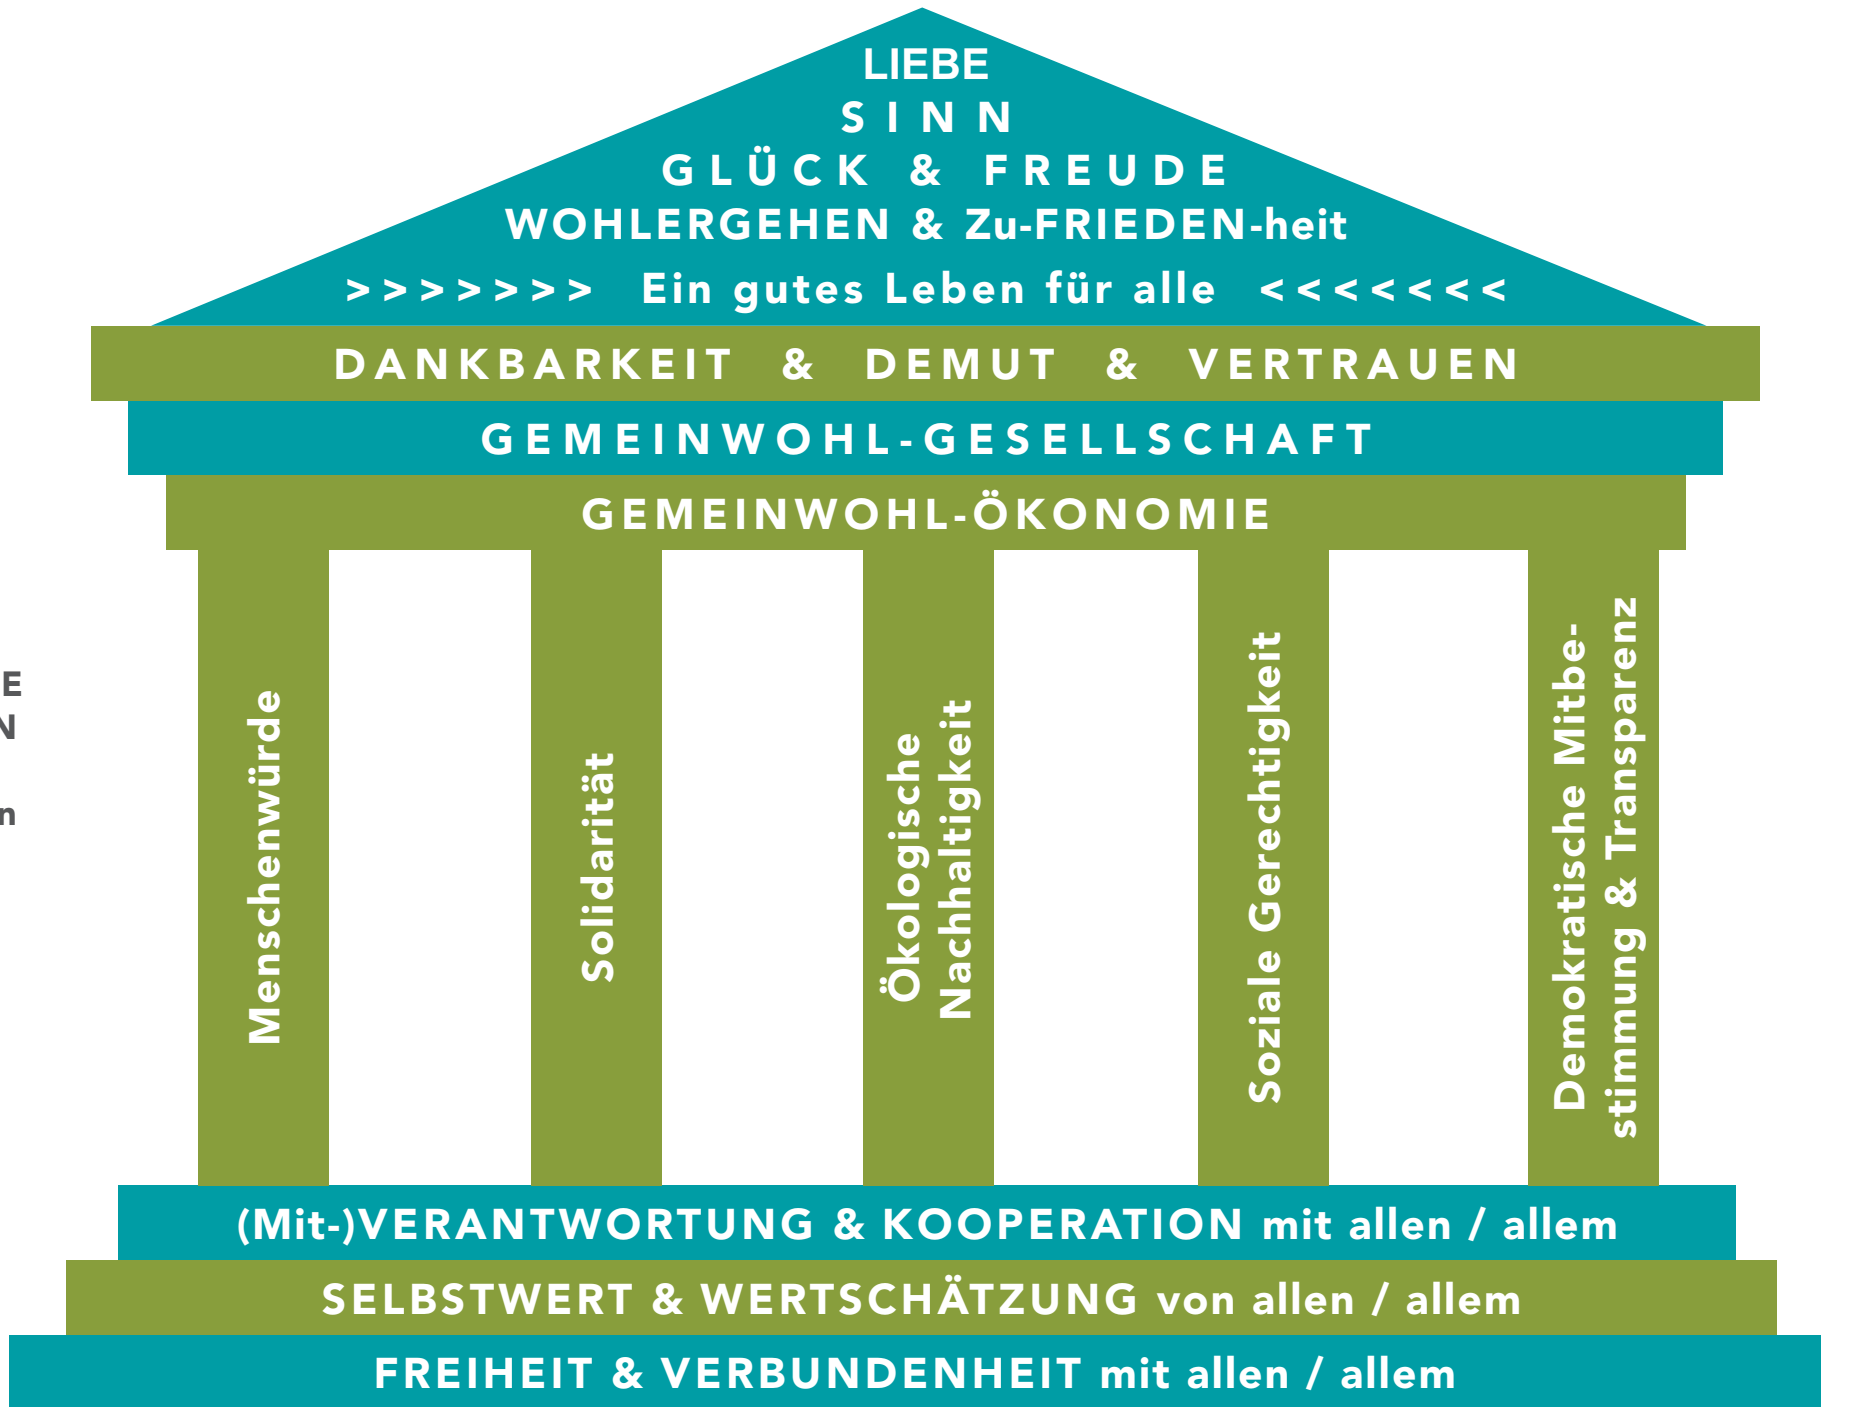 LIEBE
SINN
GLÜCK & FREUDE
WOHLERGEHEN & Zu-FRIEDEN-heit
>>>>>>> Ein gutes Leben für alle <<<<<<<
DANKBARKEIT & DEMUT & VERTRAUEN
GEMEINWOHL-GESELLSCHAFT
GEMEINWOHL-ÖKONOMIE
E
N
n
Menschenwürde
Solidarität
Ökologische
Nachhaltigkeit
Soziale Gerechtigkeit
Demokratische Mitbe-
stimmung & Transparenz
(Mit-)VERANTWORTUNG & KOOPERATION mit allen / allem
SELBSTWERT & WERTSCHÄTZUNG von allen / allem
FREIHEIT & VERBUNDENHEIT mit allen / allem